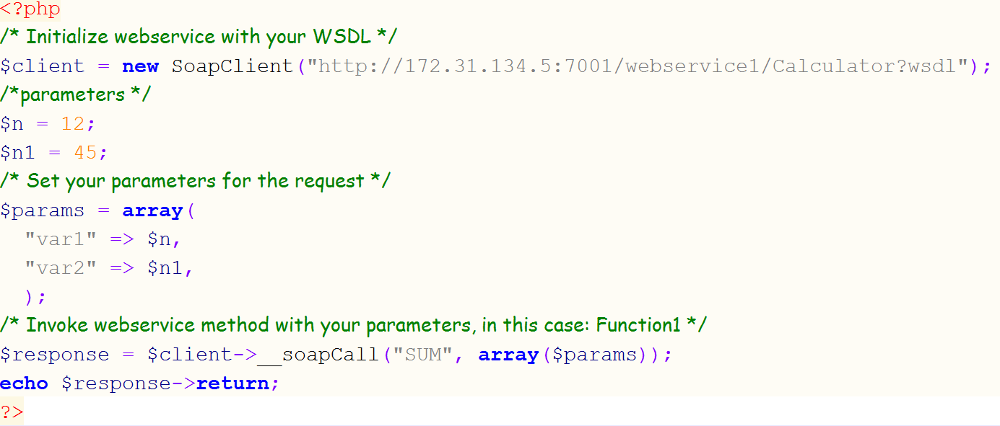 <?php
/* Initialize webservice with your WSDL */
$client = new SoapClient("http://172.31.134.5:7001/webservice1/Calculator?wsdl");
/*parameters */
$n = 12;
$n1 = 45;
/* Set your parameters for the request */
$params = array(
  "var1" => $n,
  "var2" => $n1,
  );
/* Invoke webservice method with your parameters, in this case: Function1 */
$response = $client->__soapCall("SUM", array($params));
echo $response->return;
?>